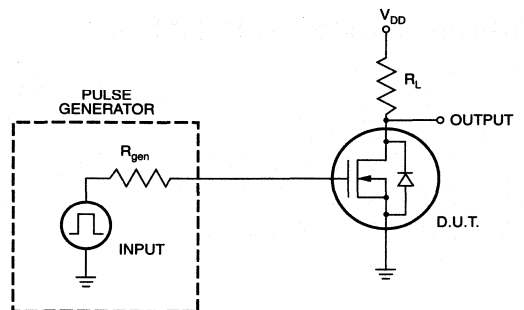 V_DD
R_L
PULSE
GENERATOR
OUTPUT
R_gen
D.U.T.
INPUT